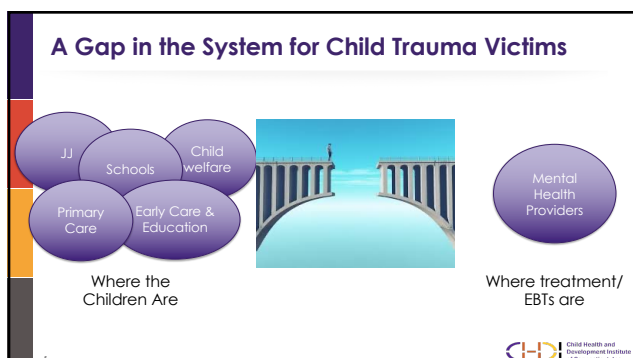 A Gap in the System for Child Trauma Victims
JJ
Schools
Child
welfare
Primary
Care
Early Care &
Education
Where the
Children Are
Mental
Health
Providers
Where treatment/
EBTs are
Child Health and
Development Institute